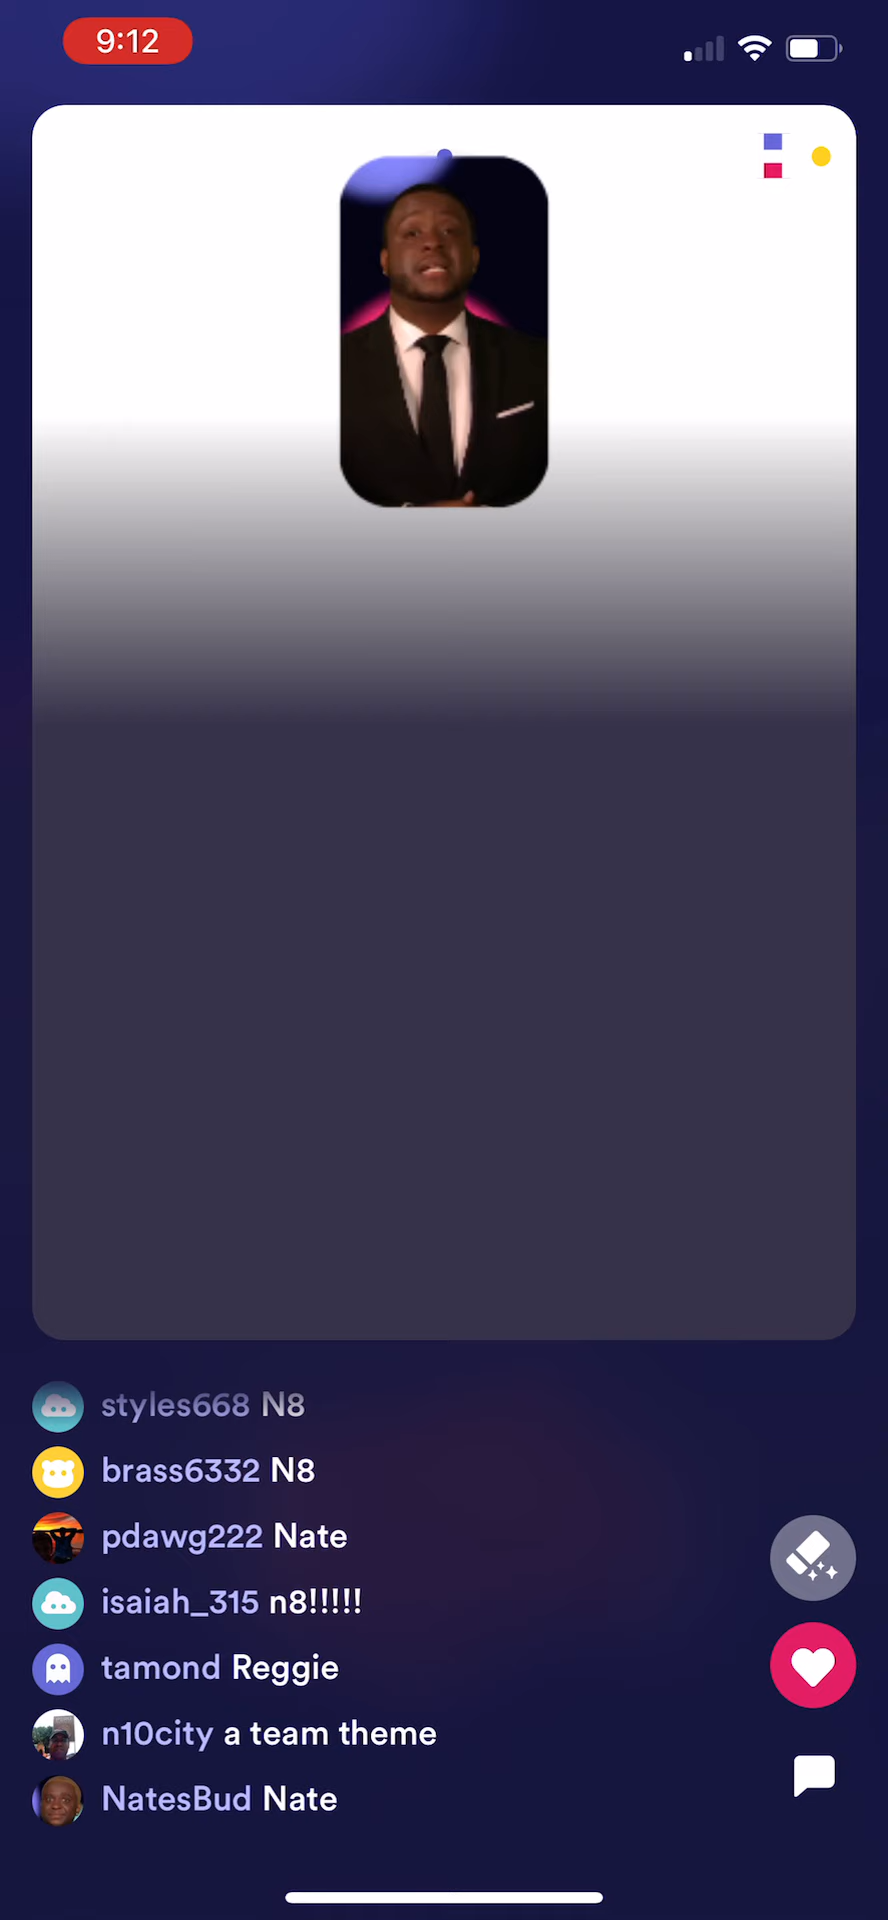 9:12
styles668 N8
brass6332 N8
pdawg222 Nate
isaiah_315 n8!!!!!
tamond Reggie
n10city a team theme
NatesBud Nate